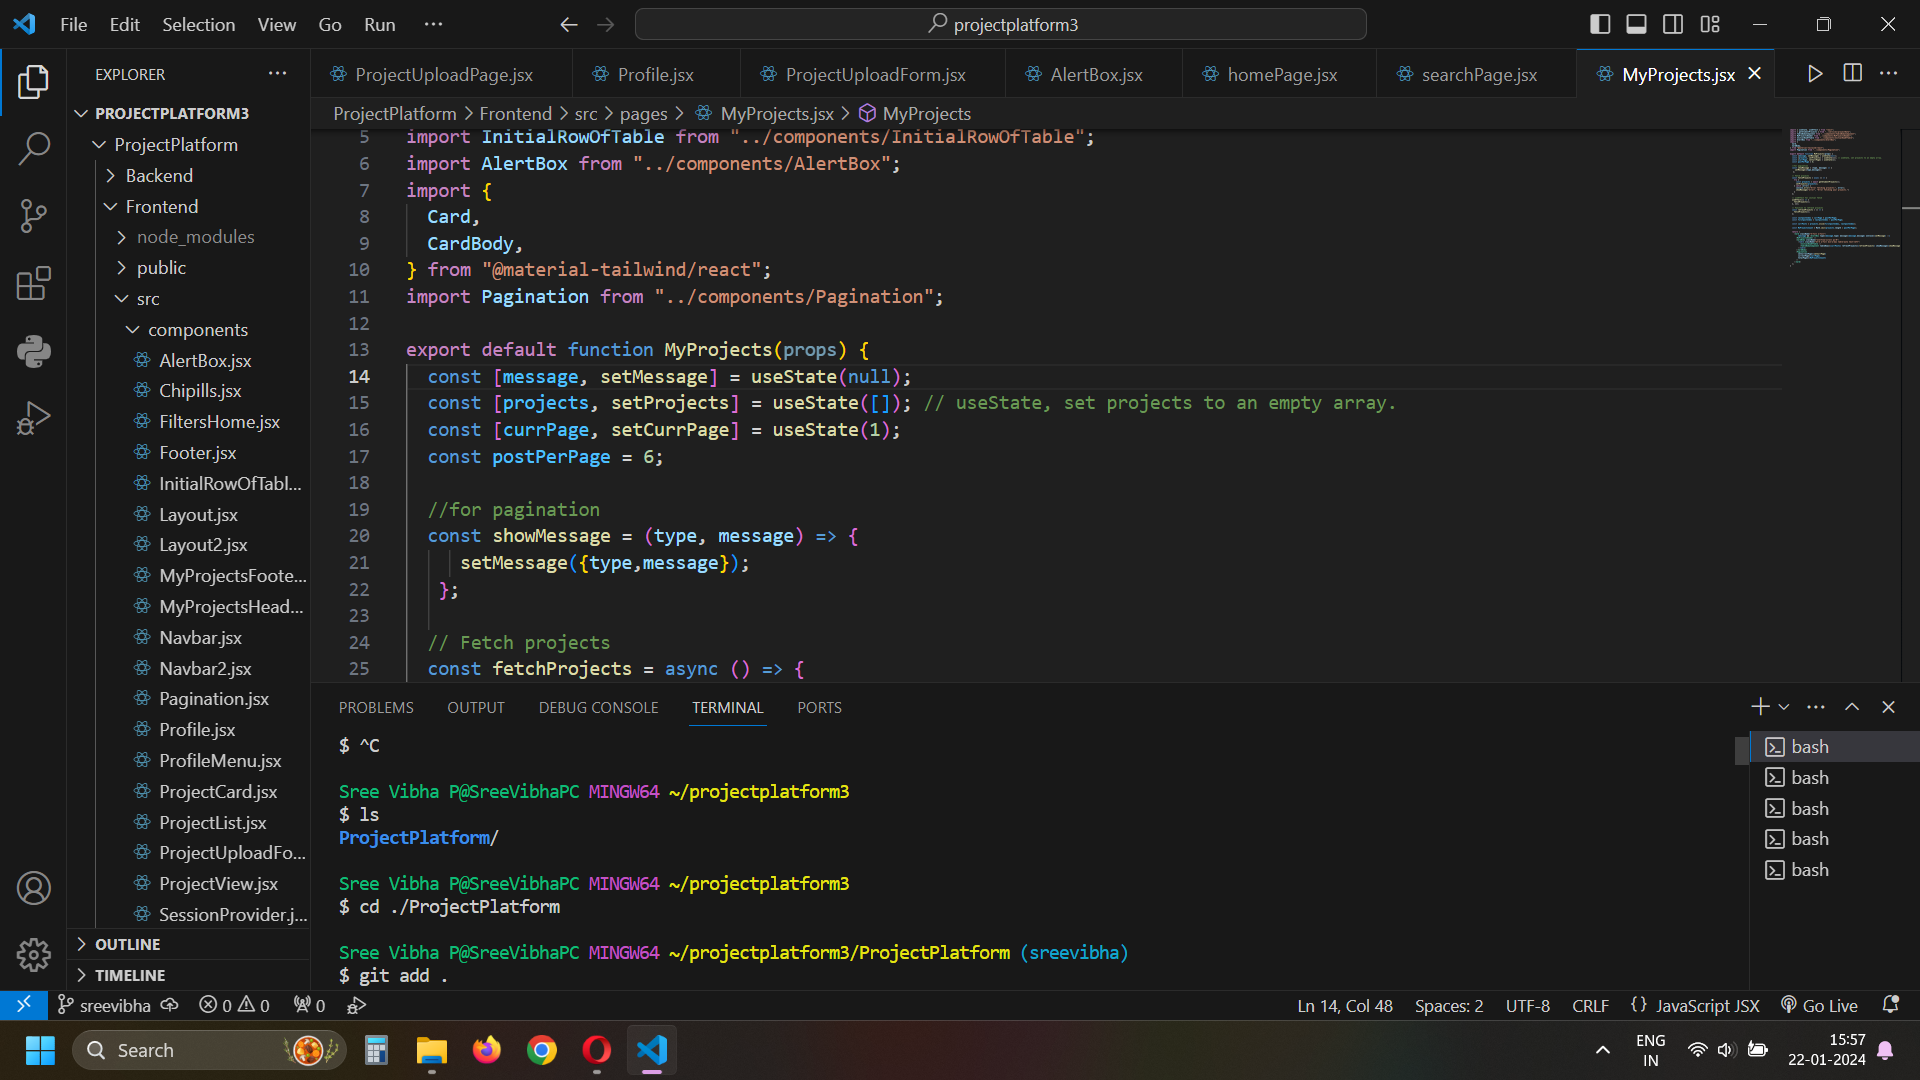 File Edit Selection View Go Run ···
projectplatform3
EXPLORER ···
PROJECTPLATFORM3
ProjectPlatform
Backend
Frontend
node_modules
public
src
components
AlertBox.jsx
Chipills.jsx
FiltersHome.jsx
Footer.jsx
InitialRowOfTabl...
Layout.jsx
Layout2.jsx
MyProjectsFoote...
MyProjectsHead...
Navbar.jsx
Navbar2.jsx
Pagination.jsx
Profile.jsx
ProfileMenu.jsx
ProjectCard.jsx
ProjectList.jsx
ProjectUploadFo...
ProjectView.jsx
SessionProvider.j...
OUTLINE
TIMELINE
ProjectUploadPage.jsx Profile.jsx ProjectUploadForm.jsx AlertBox.jsx homePage.jsx searchPage.jsx MyProjects.jsx
ProjectPlatform > Frontend > src > pages > MyProjects.jsx > MyProjects
5 import InitialRowOfTable from "../components/InitialRowOfTable";
6 import AlertBox from "../components/AlertBox";
7 import {
8 Card,
9 CardBody,
10 } from "@material-tailwind/react";
11 import Pagination from "../components/Pagination";
12
13 export default function MyProjects(props) {
14 const [message, setMessage] = useState(null);
15 const [projects, setProjects] = useState([]); // useState, set projects to an empty array.
16 const [currPage, setCurrPage] = useState(1);
17 const postPerPage = 6;
18
19 //for pagination
20 const showMessage = (type, message) => {
21 setMessage({type,message});
22 };
23
24 // Fetch projects
25 const fetchProjects = async () => {
PROBLEMS OUTPUT DEBUG CONSOLE TERMINAL PORTS
$ ^C
Sree Vibha P@SreeVibhaPC MINGW64 ~/projectplatform3
$ ls
ProjectPlatform/
Sree Vibha P@SreeVibhaPC MINGW64 ~/projectplatform3
$ cd ./ProjectPlatform
Sree Vibha P@SreeVibhaPC MINGW64 ~/projectplatform3/ProjectPlatform (sreevibha)
$ git add .
bash
bash
bash
bash
bash
sreevibha 0 0 0 Ln 14, Col 48 Spaces: 2 UTF-8 CRLF {} JavaScript JSX Go Live
Search
ENG
IN
15:57
22-01-2024